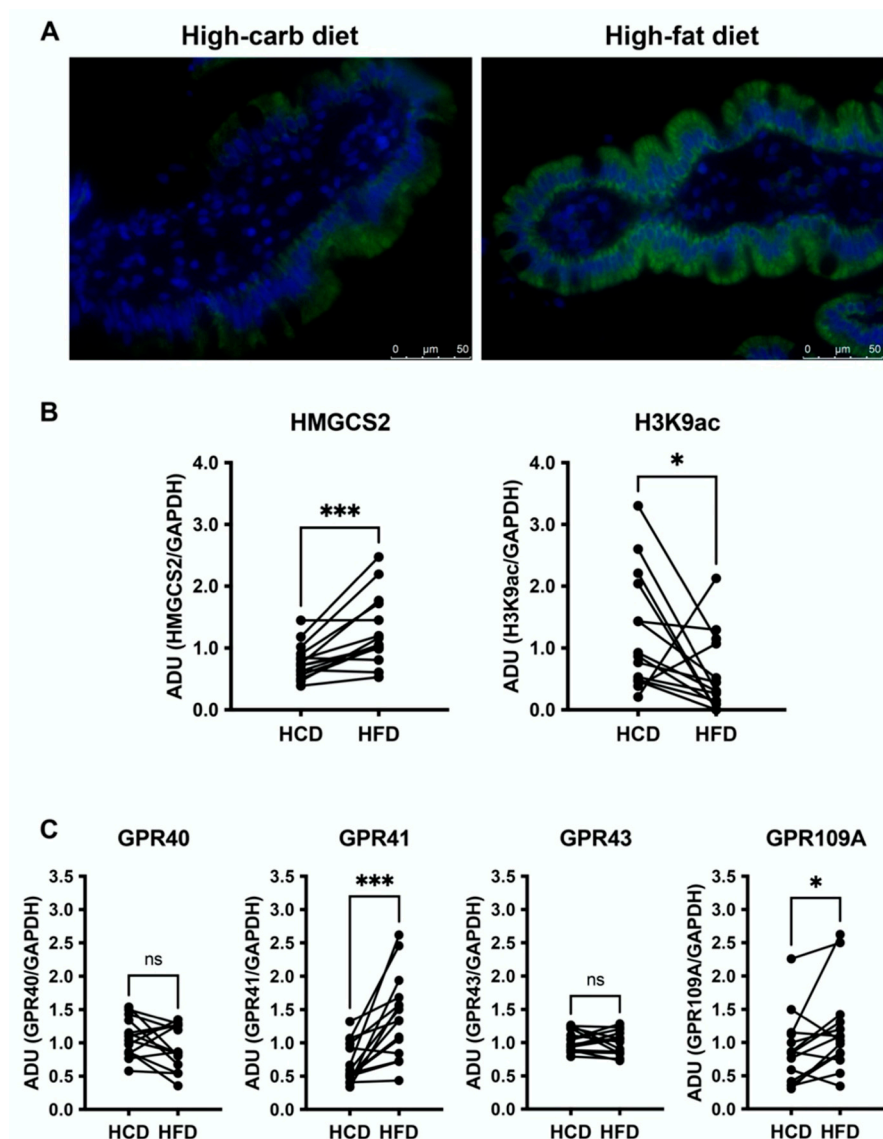 A
High-carb diet
High-fat diet
0 µm 50
0 µm 50
B
HMGCS2
H3K9ac
ADU (HMGCS2/GAPDH)
4.0
3.0
2.0
1.0
0.0
***
HCD HFD
ADU (H3K9ac/GAPDH)
4.0
3.0
2.0
1.0
0.0
*
HCD HFD
C
GPR40
GPR41
GPR43
GPR109A
ADU (GPR40/GAPDH)
3.5
3.0
2.5
2.0
1.5
1.0
0.5
0.0
ns
HCD HFD
ADU (GPR41/GAPDH)
3.5
3.0
2.5
2.0
1.5
1.0
0.5
0.0
***
HCD HFD
ADU (GPR43/GAPDH)
3.5
3.0
2.5
2.0
1.5
1.0
0.5
0.0
ns
HCD HFD
ADU (GPR109A/GAPDH)
3.5
3.0
2.5
2.0
1.5
1.0
0.5
0.0
*
HCD HFD